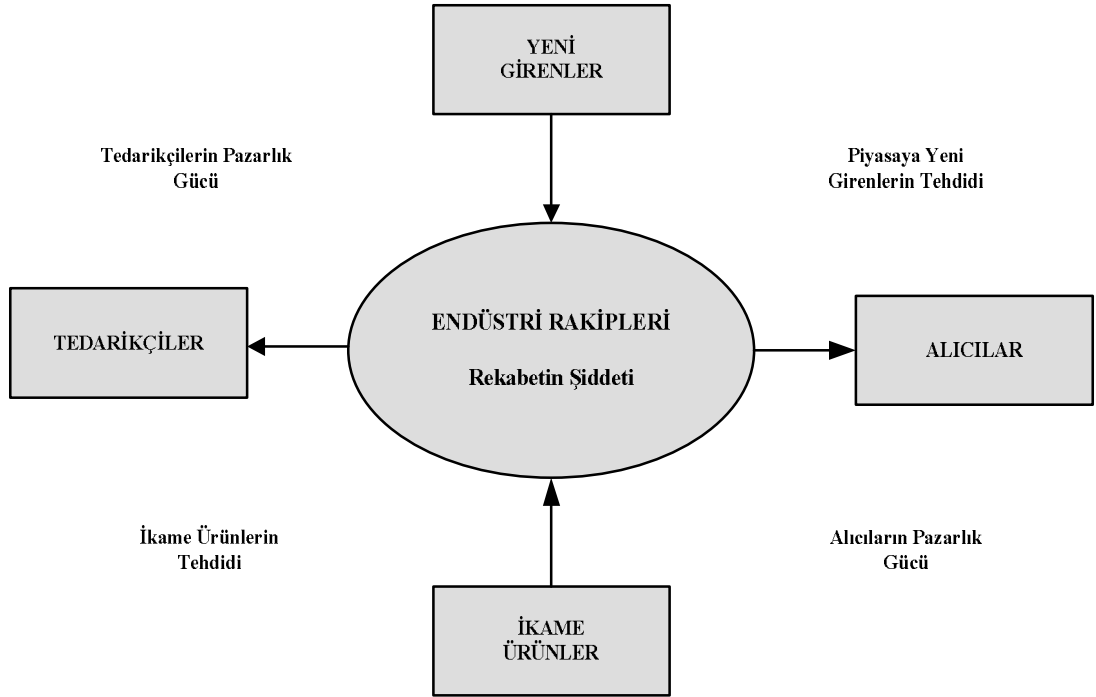 YENİ
GİRENLER
Tedarikçilerin Pazarlık
Gücü
Piyasaya Yeni
Girenlerin Tehdidi
TEDARİKÇİLER
ENDÜSTRİ RAKİPLERİ
Rekabetin Şiddeti
ALICILAR
İkame Ürünlerin
Tehdidi
Alıcıların Pazarlık
Gücü
İKAME
ÜRÜNLER